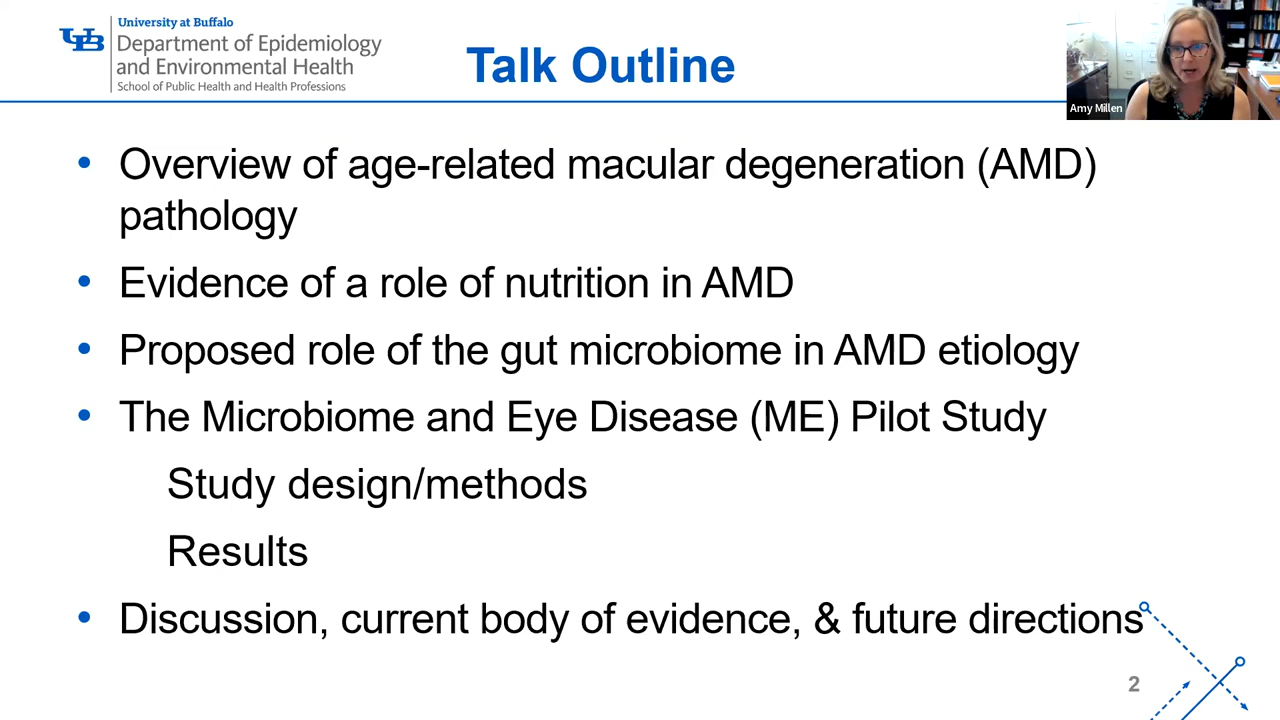 University at Buffalo
Department of Epidemiology
and Environmental Health
School of Public Health and Health Professions
Talk Outline
Amy Millen
• Overview of age-related macular degeneration (AMD)
pathology
• Evidence of a role of nutrition in AMD
• Proposed role of the gut microbiome in AMD etiology
• The Microbiome and Eye Disease (ME) Pilot Study
Study design/methods
Results
• Discussion, current body of evidence, & future directions
2